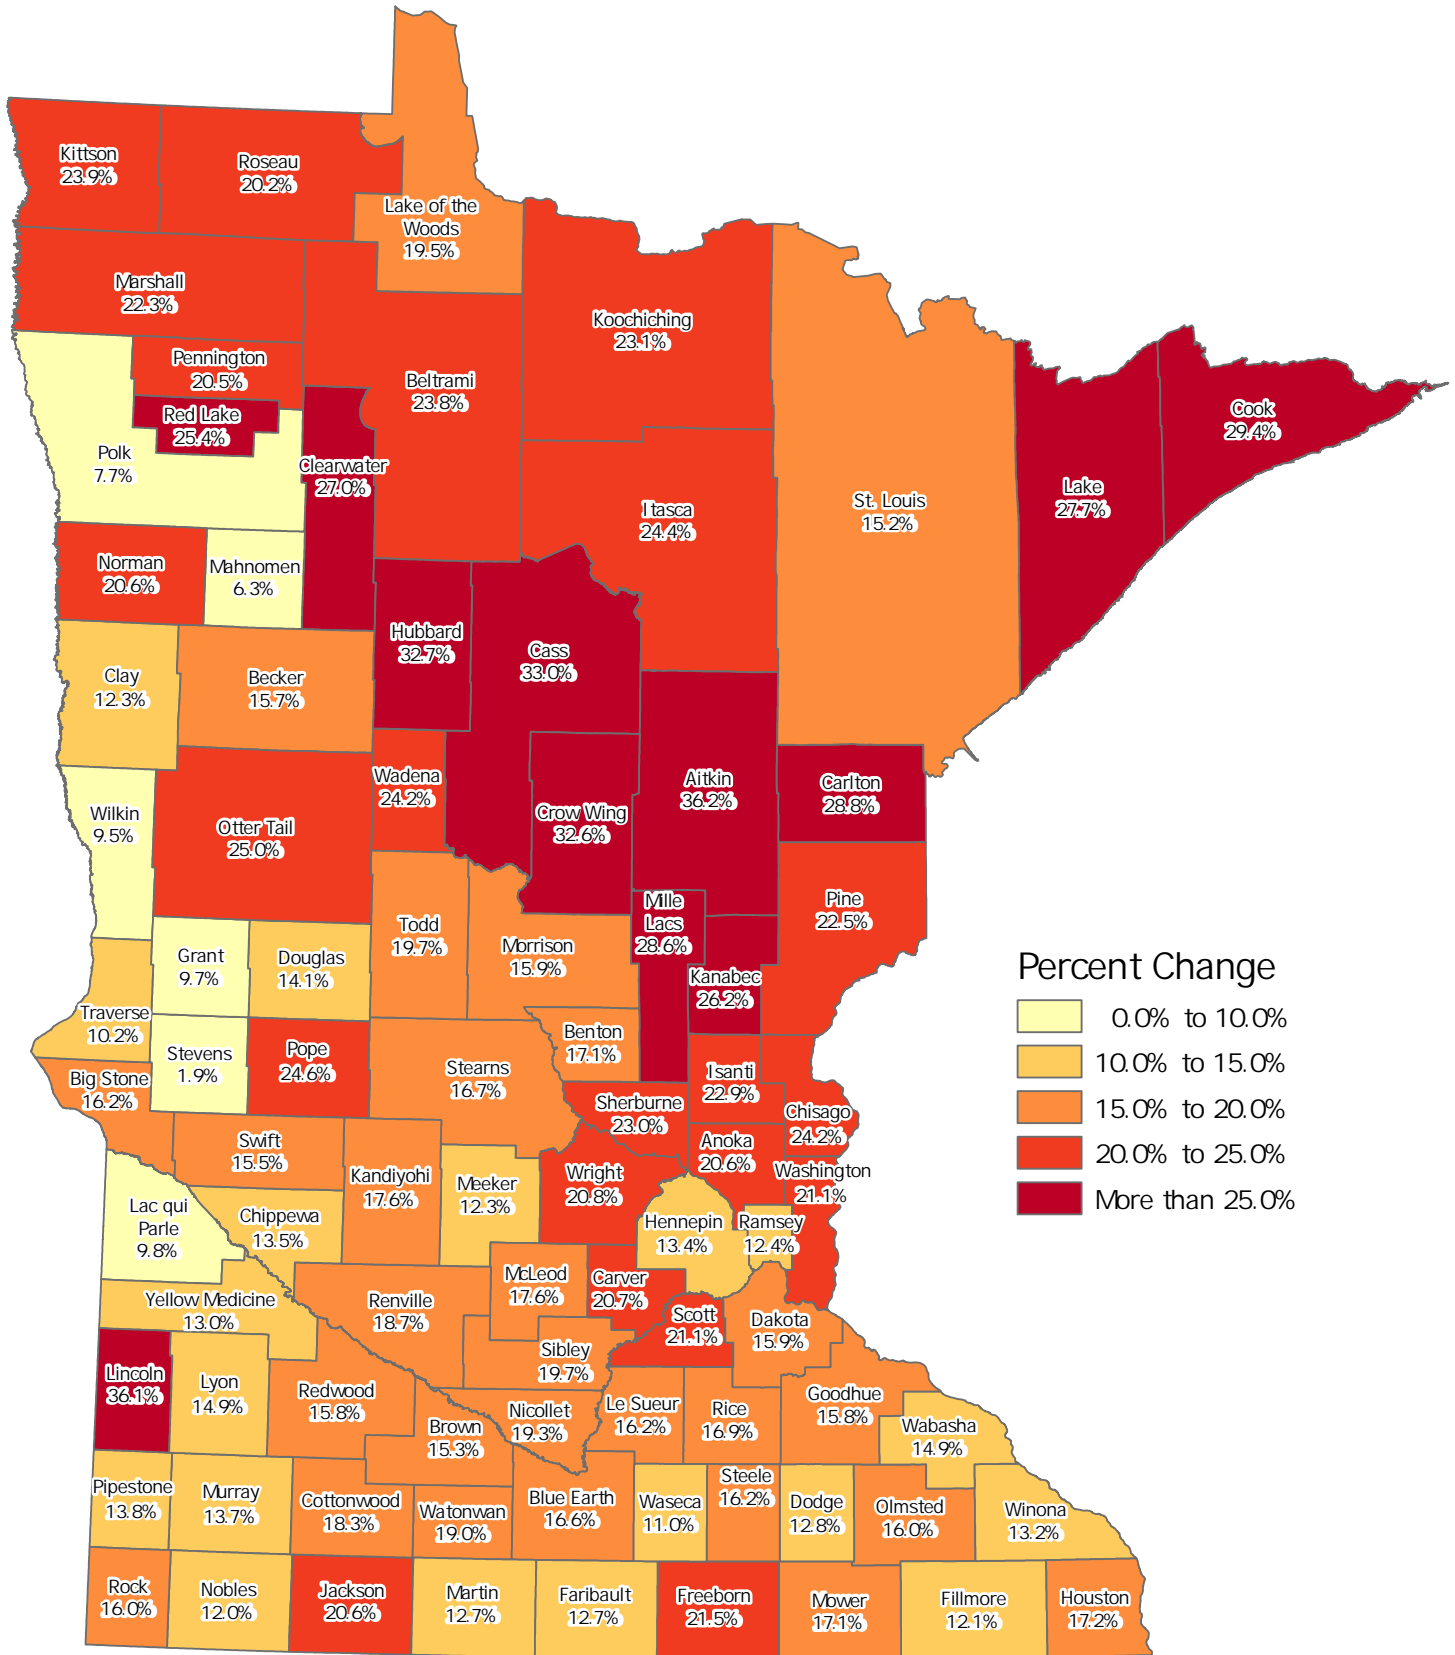 Kittson
23.9%
Roseau
20.2%
Lake of the
Woods
19.5%
Marshall
22.3%
Koochiching
23.1%
Pennington
20.5%
Beltrami
23.8%
Red Lake
25.4%
Cook
29.4%
Polk
7.7%
Clearwater
27.0%
Lake
27.7%
St. Louis
15.2%
Itasca
24.4%
Norman
20.6%
Mahnomen
6.3%
Hubbard
32.7%
Cass
33.0%
Clay
12.3%
Becker
15.7%
Wadena
24.2%
Aitkin
36.2%
Carlton
28.8%
Wilkin
9.5%
Otter Tail
25.0%
Crow Wing
32.6%
Mille
Lacs
28.6%
Pine
22.5%
Todd
19.7%
Morrison
15.9%
Grant
9.7%
Douglas
14.1%
Kanabec
26.2%
Percent Change
0.0% to 10.0%
10.0% to 15.0%
15.0% to 20.0%
20.0% to 25.0%
More than 25.0%
Traverse
10.2%
Stevens
1.9%
Pope
24.6%
Benton
17.1%
Stearns
16.7%
Isanti
22.9%
Big Stone
16.2%
Sherburne
23.0%
Chisago
24.2%
Swift
15.5%
Anoka
20.6%
Kandiyohi
17.6%
Meeker
12.3%
Wright
20.8%
Washington
21.1%
Lac qui
Parle
9.8%
Chippewa
13.5%
Hennepin
13.4%
Ramsey
12.4%
McLeod
17.6%
Carver
20.7%
Yellow Medicine
13.0%
Renville
18.7%
Scott
21.1%
Dakota
15.9%
Sibley
19.7%
Lincoln
36.1%
Lyon
14.9%
Redwood
15.8%
Goodhue
15.8%
Nicollet
19.3%
Le Sueur
16.2%
Rice
16.9%
Brown
15.3%
Wabasha
14.9%
Pipestone
13.8%
Murray
13.7%
Cottonwood
18.3%
Watonwan
19.0%
Blue Earth
16.6%
Waseca
11.0%
Steele
16.2%
Dodge
12.8%
Olmsted
16.0%
Winona
13.2%
Rock
16.0%
Nobles
12.0%
Jackson
20.6%
Martin
12.7%
Faribault
12.7%
Freeborn
21.5%
Mower
17.1%
Fillmore
12.1%
Houston
17.2%